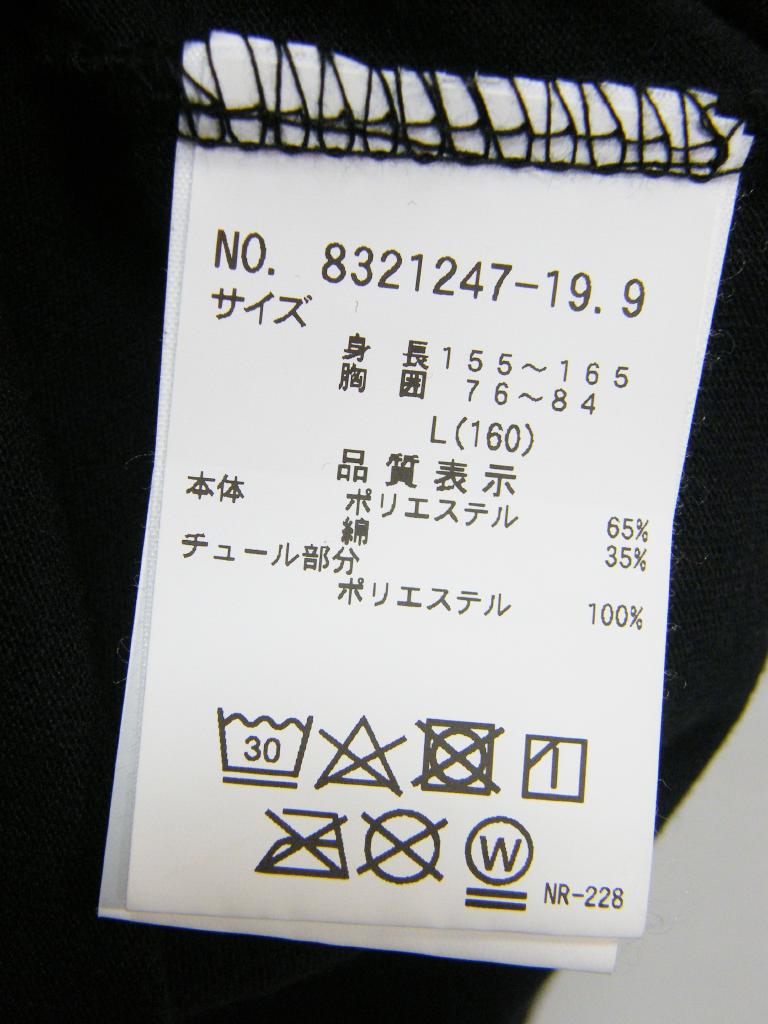 NO. 8321247-19.9
サイズ
身 長 155～165
胸 囲 76～84
L(160)
品質表示
本体 ポリエステル 65%
綿 35%
チュール部分
ポリエステル 100%
30
W
NR-228